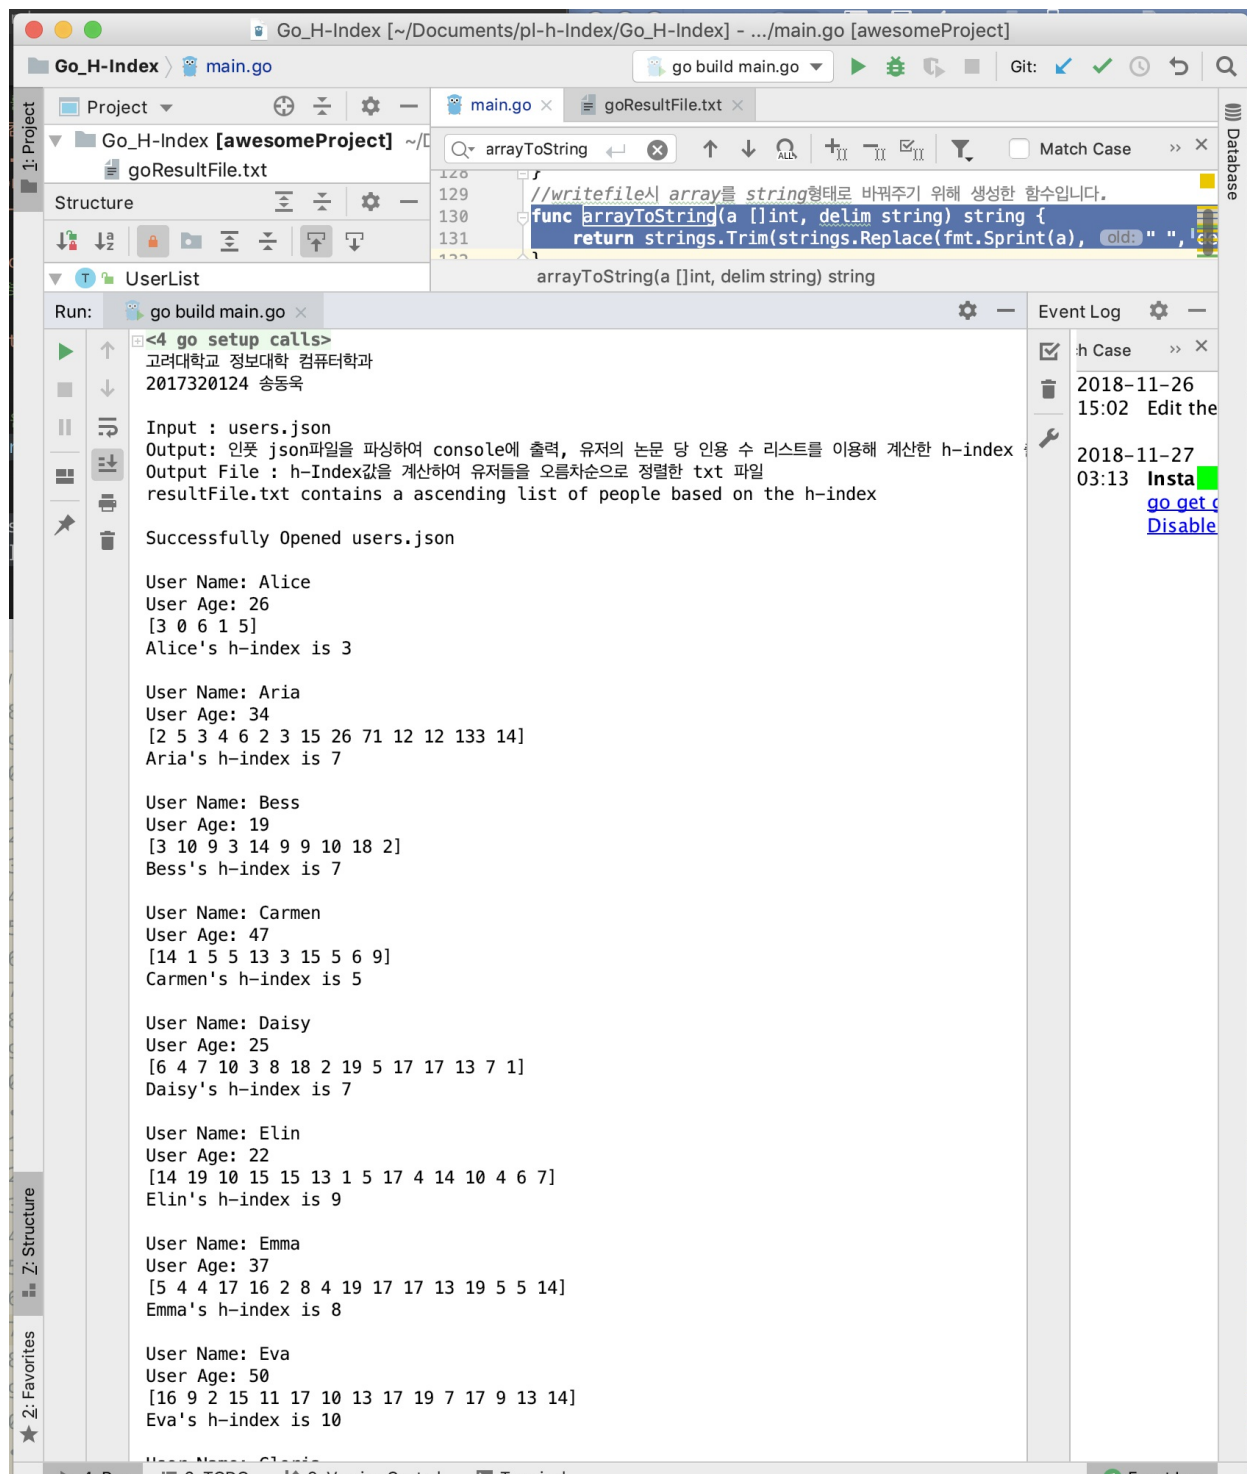 Go_H-Index [~/Documents/pl-h-Index/Go_H-Index] - .../main.go [awesomeProject]
Go_H-Index main.go
go build main.go
Git:
1: Project
Project
Go_H-Index [awesomeProject]
goResultFile.txt
Structure
UserList
main.go
goResultFile.txt
arrayToString
ALL
Match Case
Database
128 }
129 //writefile시 array를 string형태로 바꿔주기 위해 생성한 함수입니다.
130 func arrayToString(a []int, delim string) string {
131 return strings.Trim(strings.Replace(fmt.Sprint(a), old: " ",
132 }
arrayToString(a []int, delim string) string
Run: go build main.go
<4 go setup calls>
고려대학교 정보대학 컴퓨터학과
2017320124 송동욱
Input : users.json
Output: 인풋 json파일을 파싱하여 console에 출력, 유저의 논문 당 인용 수 리스트를 이용해 계산한 h-index
Output File : h-Index값을 계산하여 유저들을 오름차순으로 정렬한 txt 파일
resultFile.txt contains a ascending list of people based on the h-index
Successfully Opened users.json
User Name: Alice
User Age: 26
[3 0 6 1 5]
Alice's h-index is 3
User Name: Aria
User Age: 34
[2 5 3 4 6 2 3 15 26 71 12 12 133 14]
Aria's h-index is 7
User Name: Bess
User Age: 19
[3 10 9 3 14 9 9 10 18 2]
Bess's h-index is 7
User Name: Carmen
User Age: 47
[14 1 5 5 13 3 15 5 6 9]
Carmen's h-index is 5
User Name: Daisy
User Age: 25
[6 4 7 10 3 8 18 2 19 5 17 17 13 7 1]
Daisy's h-index is 7
User Name: Elin
User Age: 22
[14 19 10 15 15 13 1 5 17 4 14 10 4 6 7]
Elin's h-index is 9
User Name: Emma
User Age: 37
[5 4 4 17 16 2 8 4 19 17 17 13 19 5 5 14]
Emma's h-index is 8
User Name: Eva
User Age: 50
[16 9 2 15 11 17 10 13 17 19 7 17 9 13 14]
Eva's h-index is 10
Event Log
Case
2018-11-26
15:02 Edit the
2018-11-27
03:13 Insta
go get
Disable
7: Structure
2: Favorites